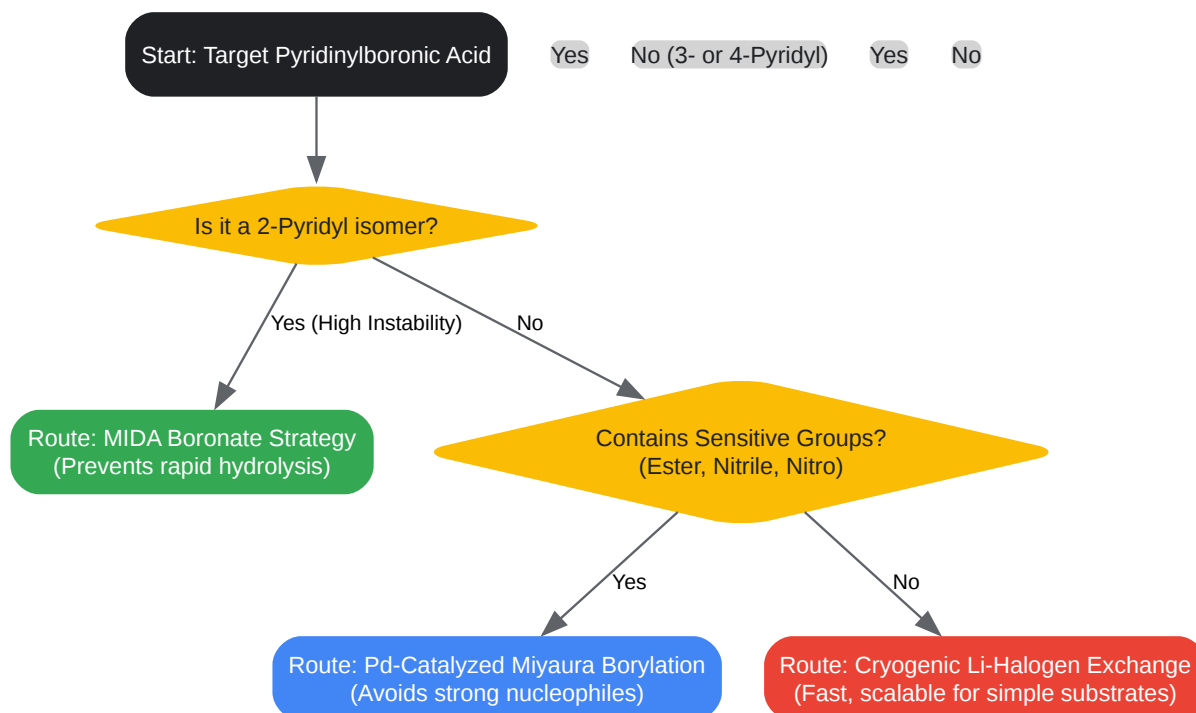 Start: Target Pyridinylboronic Acid
Yes
No (3- or 4-Pyridyl)
Yes
No
Is it a 2-Pyridyl isomer?
Yes (High Instability)
No
Route: MIDA Boronate Strategy
(Prevents rapid hydrolysis)
Contains Sensitive Groups?
(Ester, Nitrile, Nitro)
Yes
No
Route: Pd-Catalyzed Miyaura Borylation
(Avoids strong nucleophiles)
Route: Cryogenic Li-Halogen Exchange
(Fast, scalable for simple substrates)